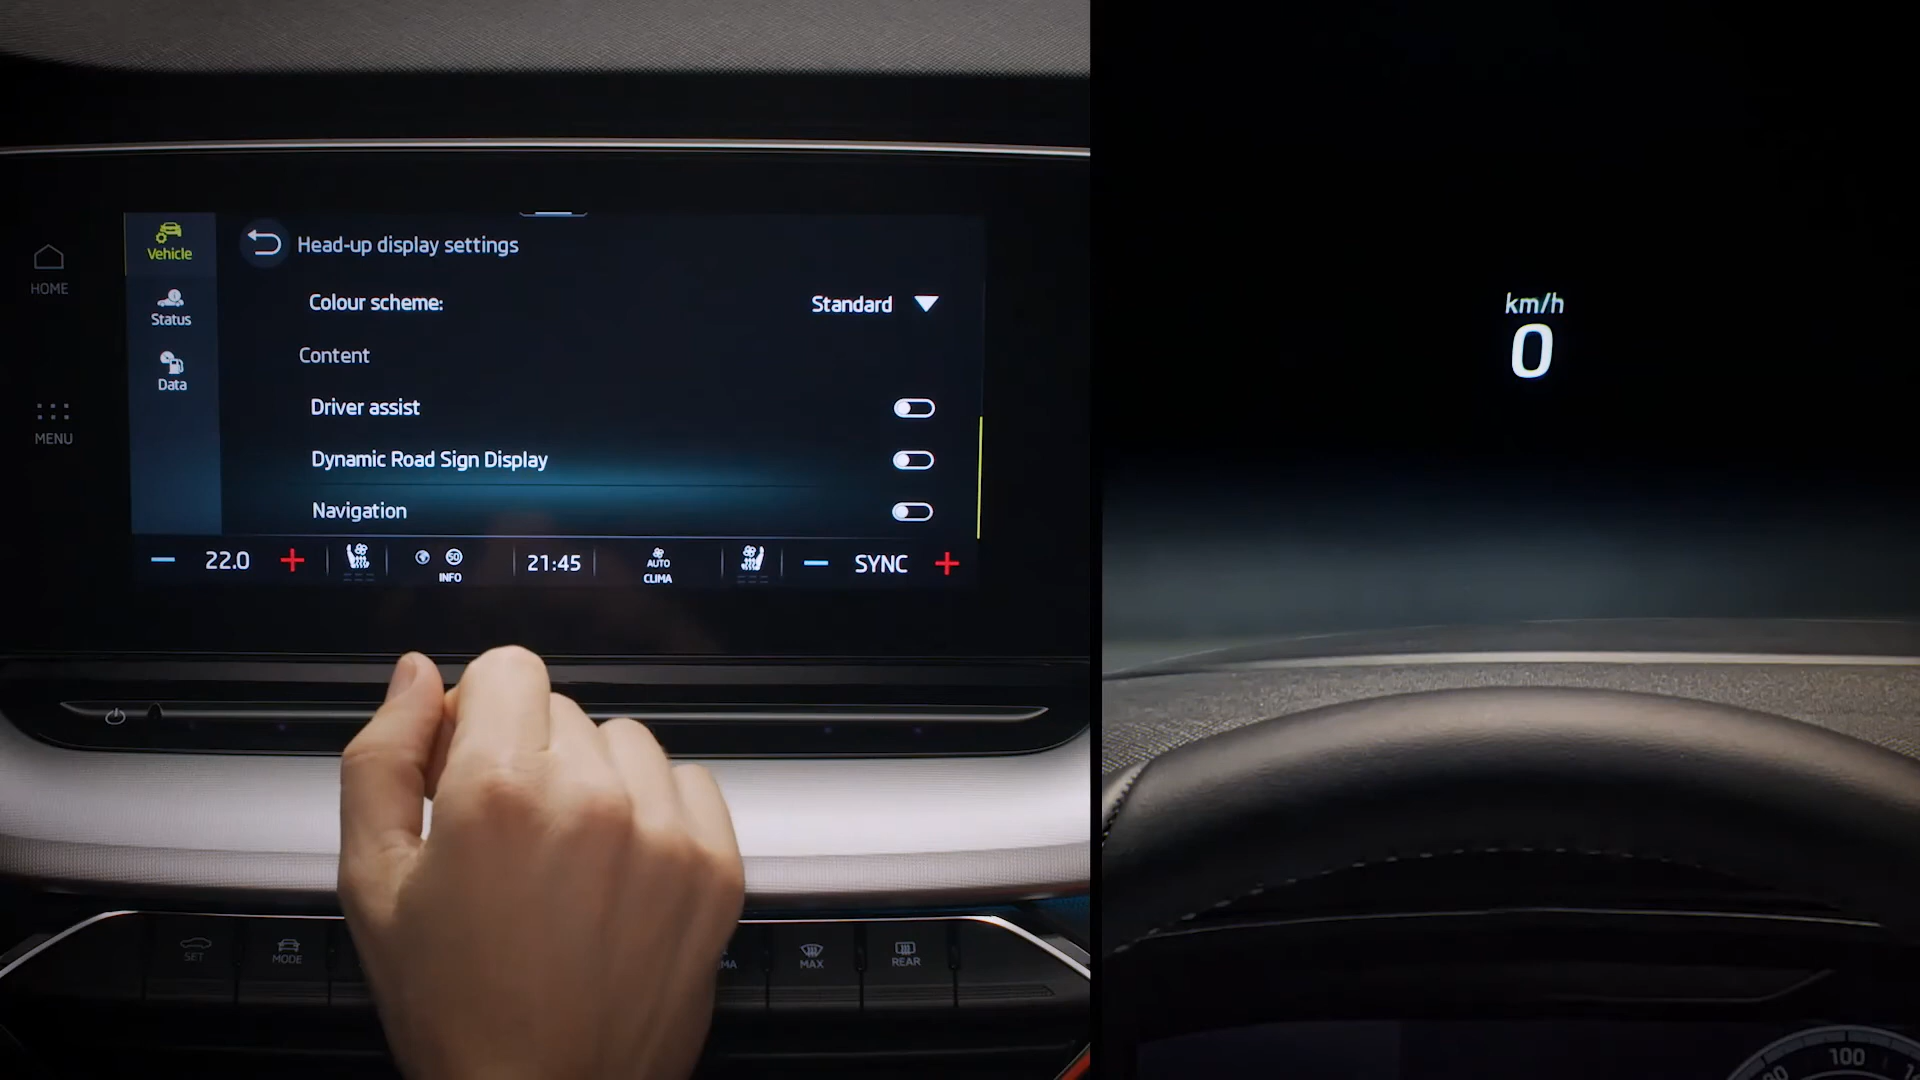 HOME
MENU
Vehicle
Status
Data
Head-up display settings
Colour scheme: Standard
Content
Driver assist
Dynamic Road Sign Display
Navigation
22.0
50
INFO
21:45
AUTO
CLIMA
SYNC
SET
MODE
MAX
REAR
km/h
0
100